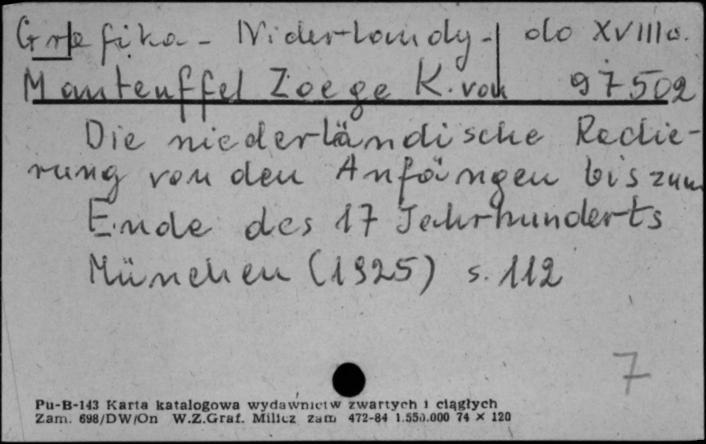 Grafika - Niderlandy - do XVIII w.
Manteuffel Zoege K. von 97502
Die niederländische Radie-
rung von den Anfängen bis zum
Ende des 17 Jahrhunderts
München (1925) s. 112
7
Pu-B-143 Karta katalogowa wydawnictw zwartych i ciągłych
Zam. 698/DW/On W.Z.Graf. Milicz zam 472-84 1.550.000 74 × 120